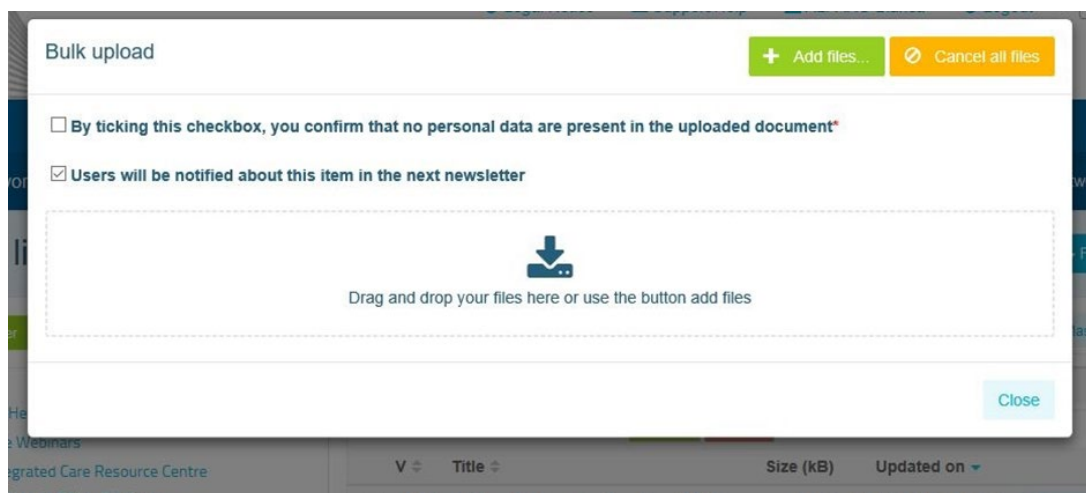 Bulk upload
Add files...
Cancel all files
By ticking this checkbox, you confirm that no personal data are present in the uploaded document*
Users will be notified about this item in the next newsletter
Drag and drop your files here or use the button add files
Close
Webinars
egrated Care Resource Centre
V
Title
Size (kB)
Updated on